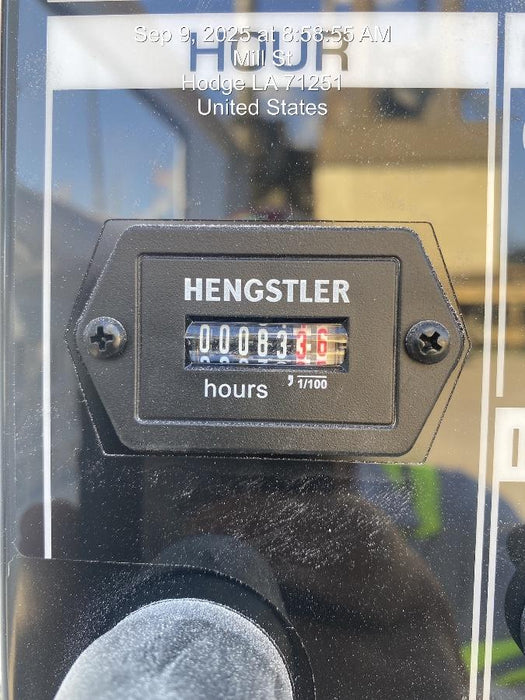 Sep 9, 2025 at 8:58:55 AM
HOUR
Mill St
Hodge LA 71251
United States
HENGSTLER
0008336
hours , 1/100